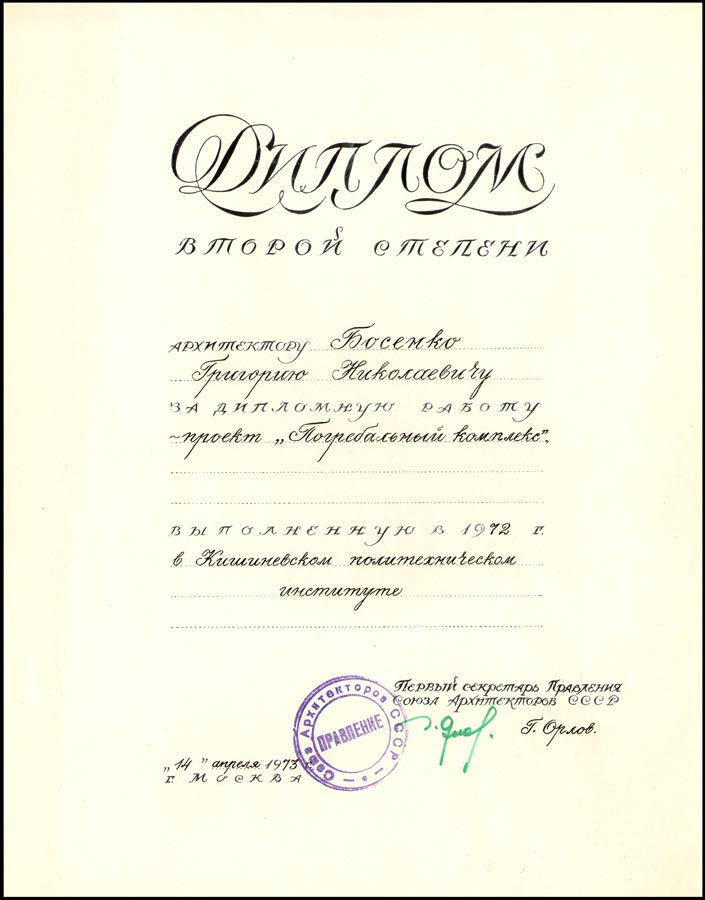 Диплом
второй степени
архитектору Босенко
Григорию Николаевичу
за дипломную работу
~проект „Погребальный комплекс”,
выполненную в 1972 г.
в Кишиневском политехническом
институте
Первый секретарь Правления
Союза Архитекторов СССР
Г. Орлов.
Союз Архитекторов СССР
ПРАВЛЕНИЕ
„14” апреля 1973 г.
г. Москва